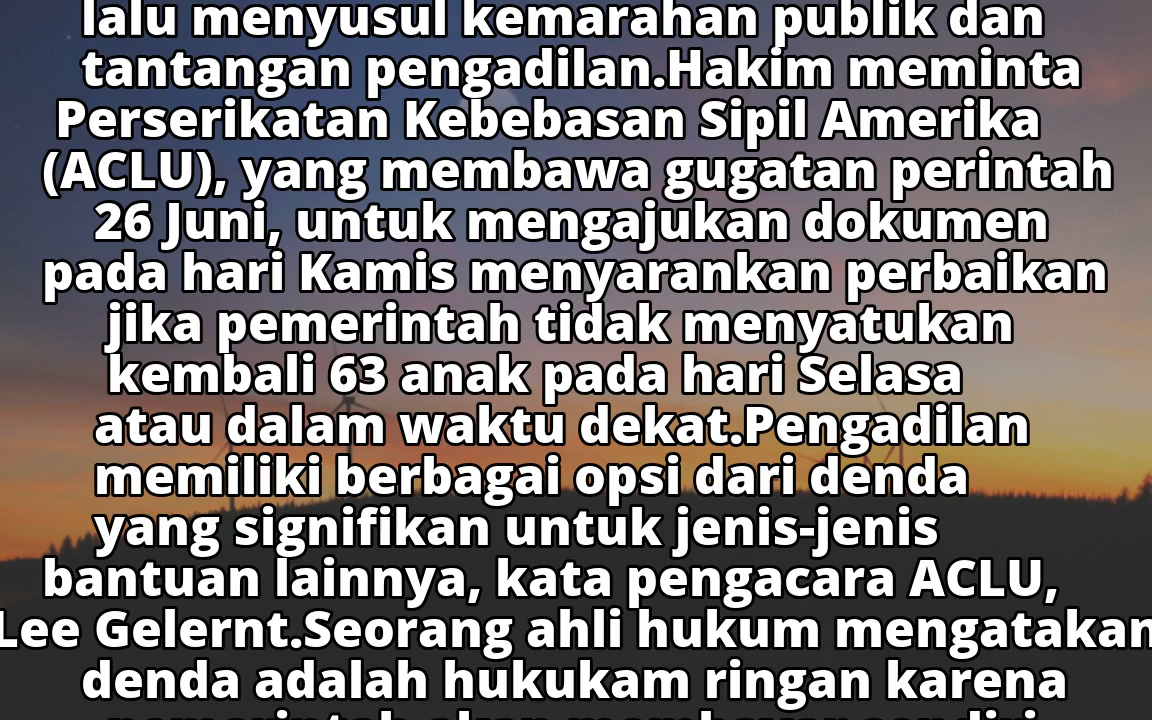 lalu menyusul kemarahan publik dan
tantangan pengadilan.Hakim meminta
Perserikatan Kebebasan Sipil Amerika
(ACLU), yang membawa gugatan perintah
26 Juni, untuk mengajukan dokumen
pada hari Kamis menyarankan perbaikan
jika pemerintah tidak menyatukan
kembali 63 anak pada hari Selasa
atau dalam waktu dekat.Pengadilan
memiliki berbagai opsi dari denda
yang signifikan untuk jenis-jenis
bantuan lainnya, kata pengacara ACLU,
Lee Gelernt.Seorang ahli hukum mengatakan
denda adalah hukukam ringan karena